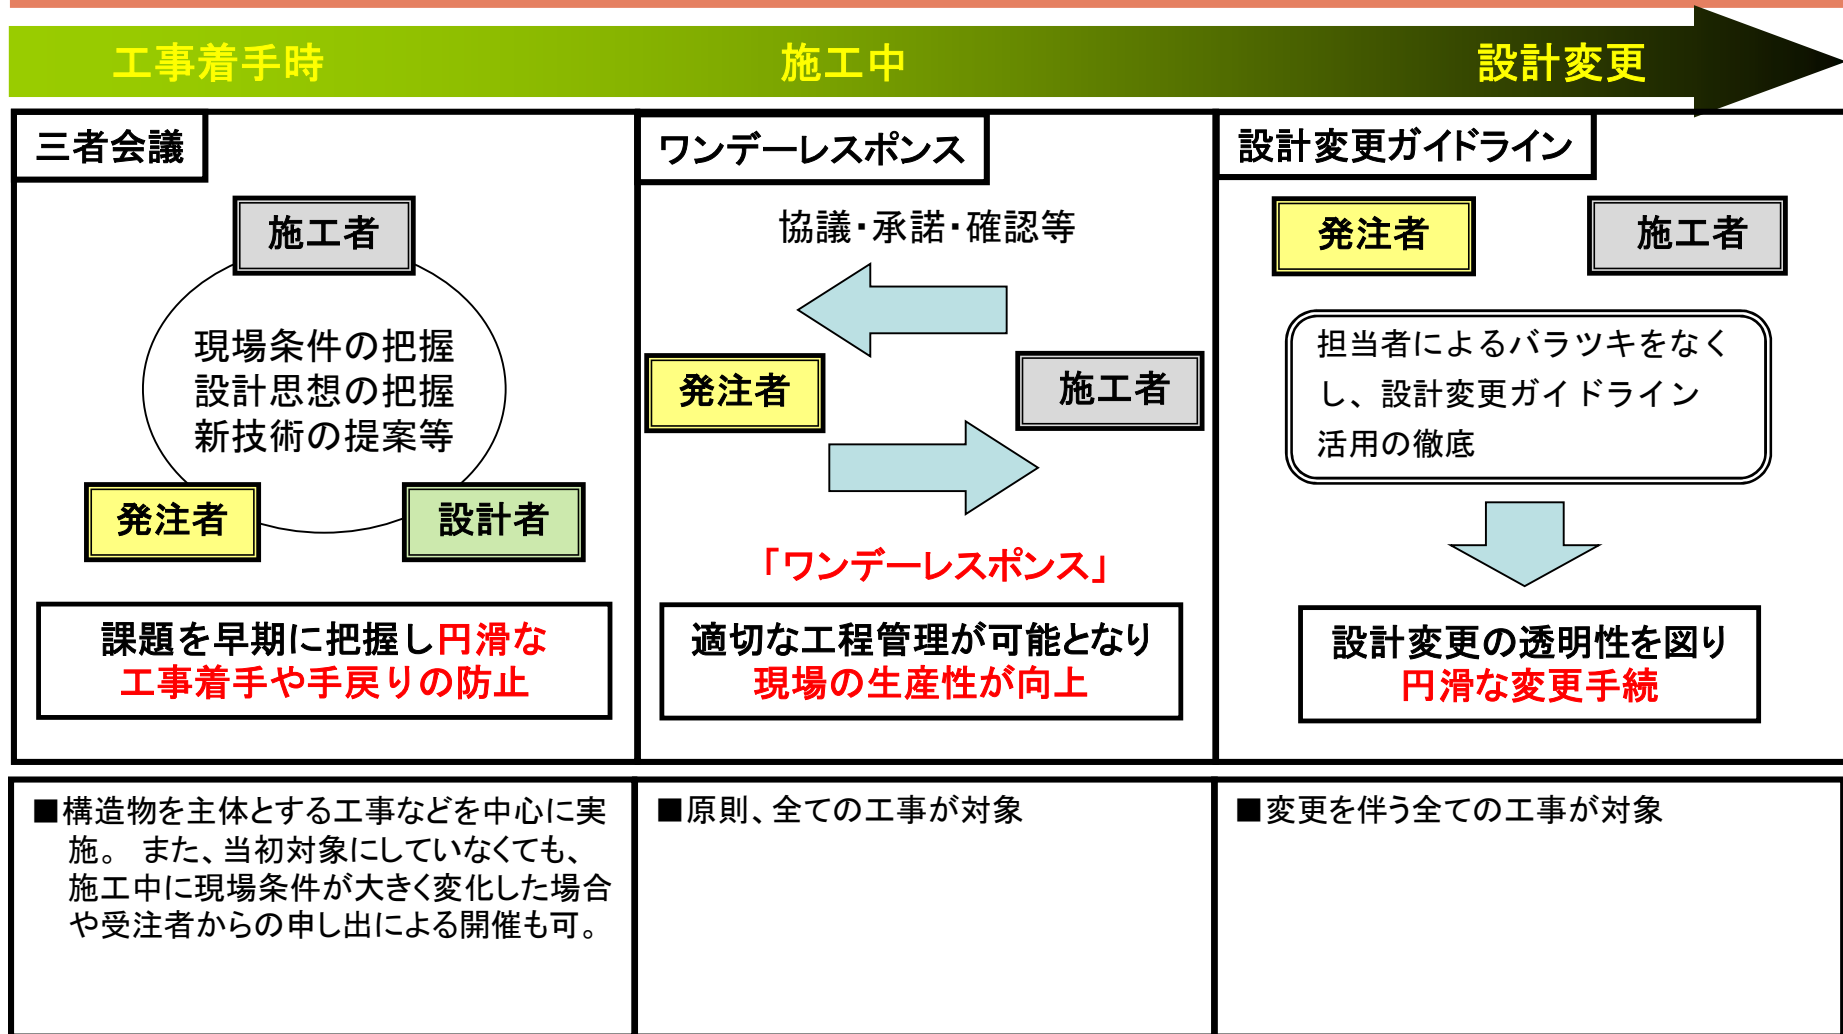 工事着手時
施工中
設計変更
三者会議
施工者
現場条件の把握
設計思想の把握
新技術の提案等
発注者
設計者
課題を早期に把握し円滑な
工事着手や手戻りの防止
ワンデーレスポンス
協議・承諾・確認等
発注者
施工者
「ワンデーレスポンス」
適切な工程管理が可能となり
現場の生産性が向上
設計変更ガイドライン
発注者
施工者
担当者によるバラツキをなく
し、設計変更ガイドライン
活用の徹底
設計変更の透明性を図り
円滑な変更手続
■構造物を主体とする工事などを中心に実
施。 また、当初対象にしていなくても、
施工中に現場条件が大きく変化した場合
や受注者からの申し出による開催も可。
■原則、全ての工事が対象
■変更を伴う全ての工事が対象